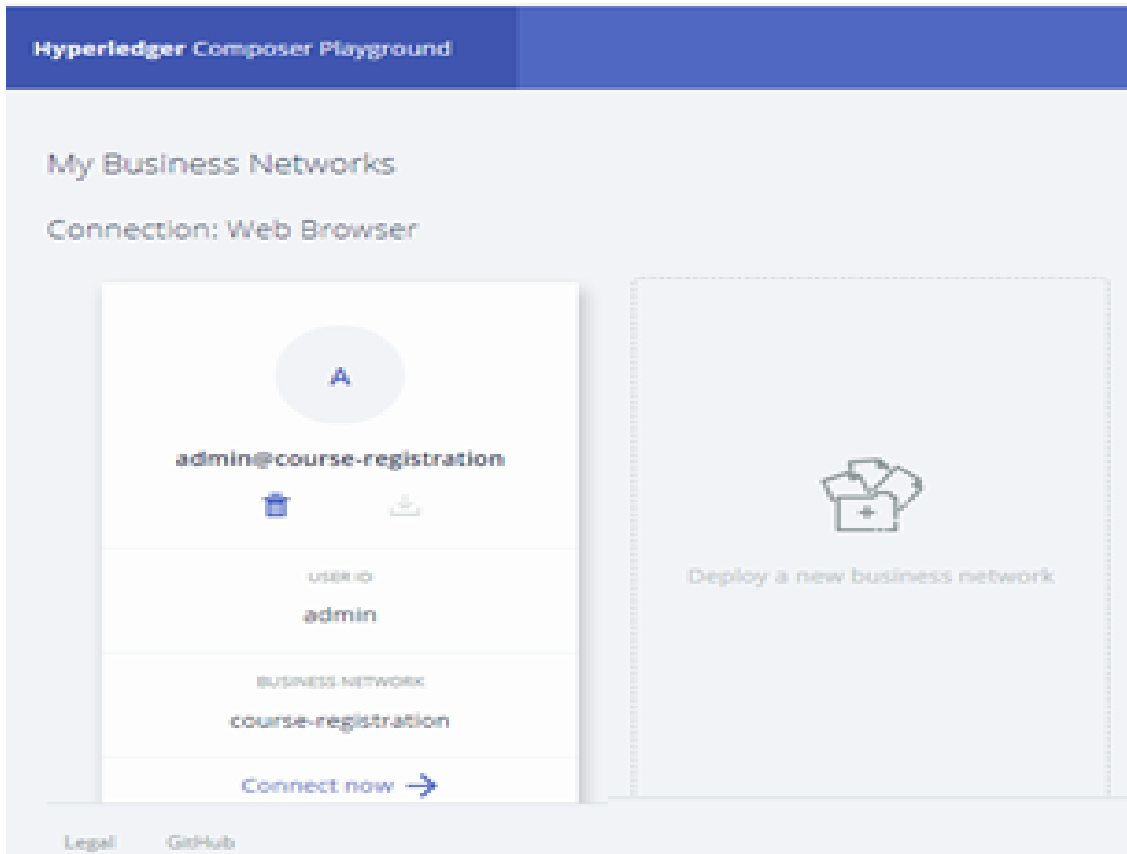 Hyperledger Composer Playground
My Business Networks
Connection: Web Browser
A
admin@course-registration
USER ID
admin
BUSINESS NETWORK
course-registration
Connect now →
Deploy a new business network
Legal GitHub